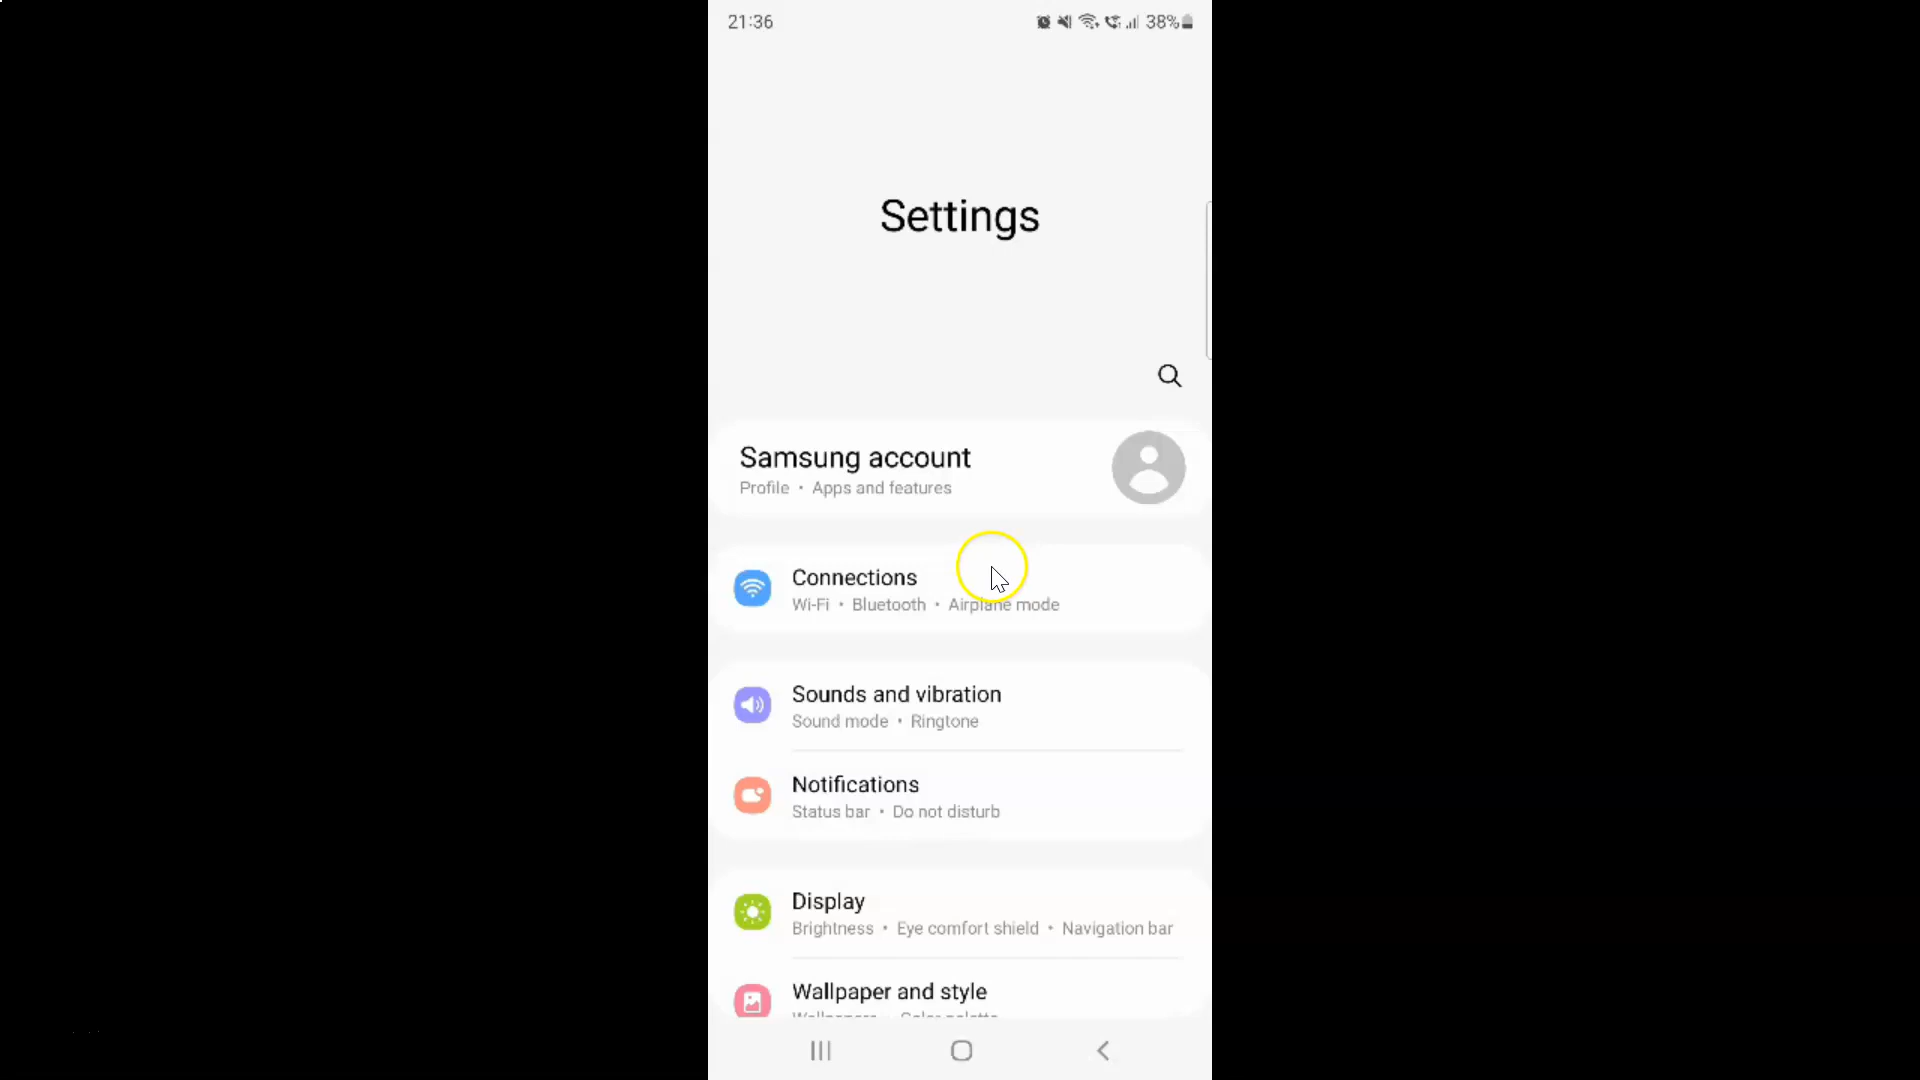 21:36
38%
Settings
Samsung account
Profile • Apps and features
Connections
Wi-Fi • Bluetooth • Airplane mode
Sounds and vibration
Sound mode • Ringtone
Notifications
Status bar • Do not disturb
Display
Brightness • Eye comfort shield • Navigation bar
Wallpaper and style